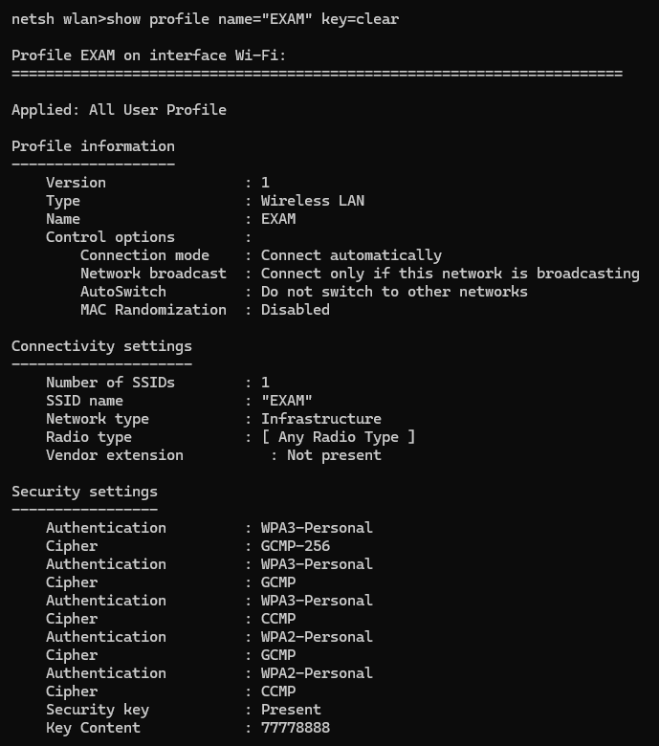 netsh wlan>show profile name="EXAM" key=clear
Profile EXAM on interface Wi-Fi:
=======================================================================
Applied: All User Profile
Profile information
-------------------
Version : 1
Type : Wireless LAN
Name : EXAM
Control options :
Connection mode : Connect automatically
Network broadcast : Connect only if this network is broadcasting
AutoSwitch : Do not switch to other networks
MAC Randomization : Disabled
Connectivity settings
---------------------
Number of SSIDs : 1
SSID name : "EXAM"
Network type : Infrastructure
Radio type : [ Any Radio Type ]
Vendor extension : Not present
Security settings
-----------------
Authentication : WPA3-Personal
Cipher : GCMP-256
Authentication : WPA3-Personal
Cipher : GCMP
Authentication : WPA3-Personal
Cipher : CCMP
Authentication : WPA2-Personal
Cipher : GCMP
Authentication : WPA2-Personal
Cipher : CCMP
Security key : Present
Key Content : 77778888